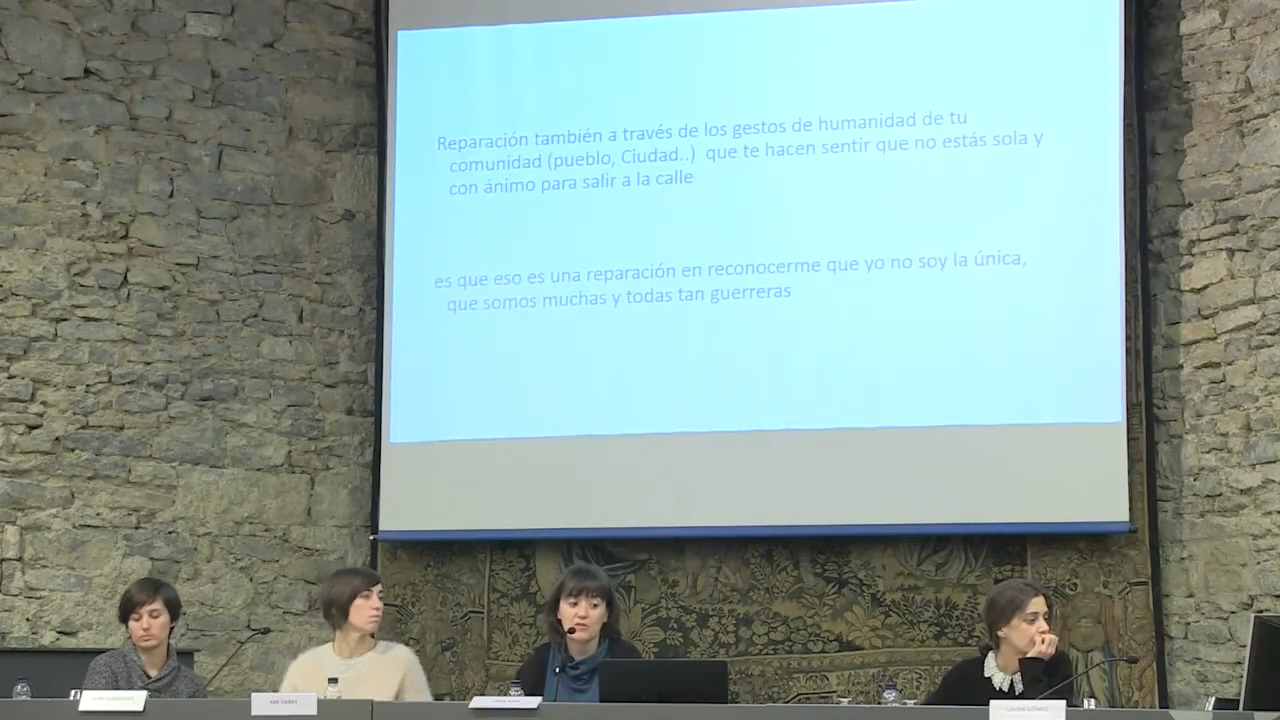 Reparación también a través de los gestos de humanidad de tu
comunidad (pueblo, Ciudad..) que te hacen sentir que no estás sola y
con ánimo para salir a la calle
es que eso es una reparación en reconocerme que yo no soy la única,
que somos muchas y todas tan guerreras